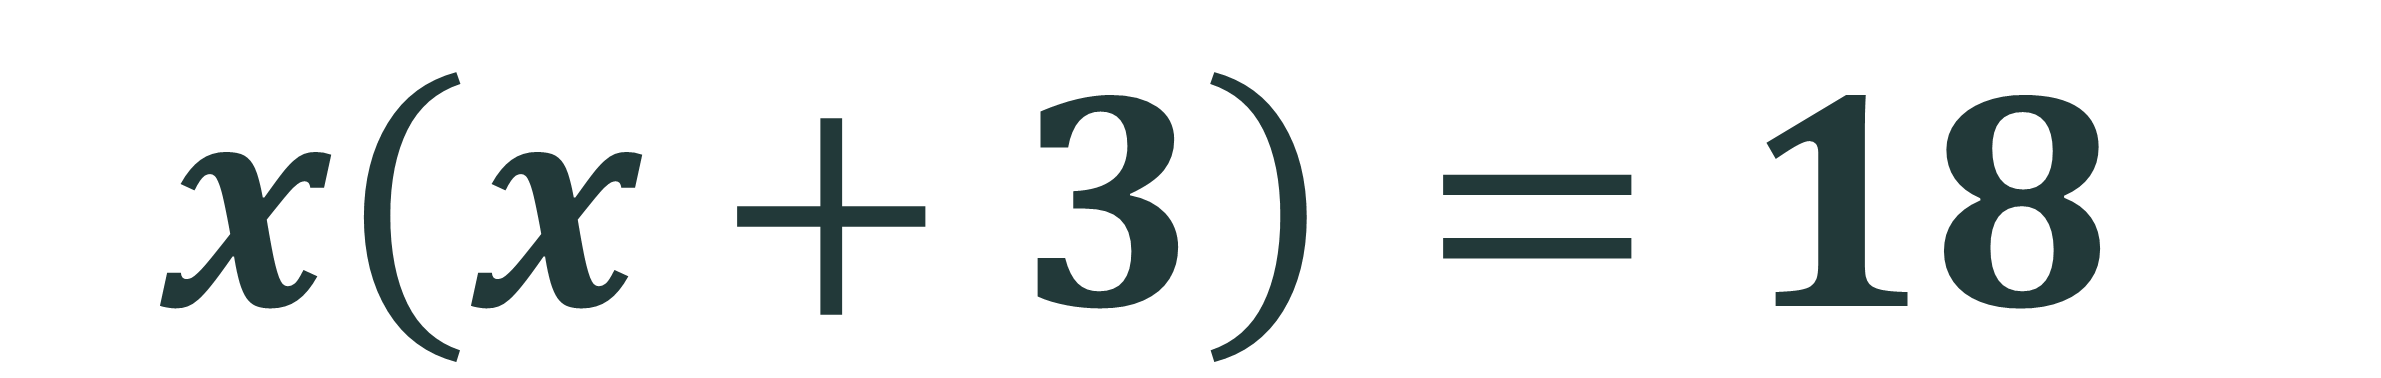 x(x + 3) = 18